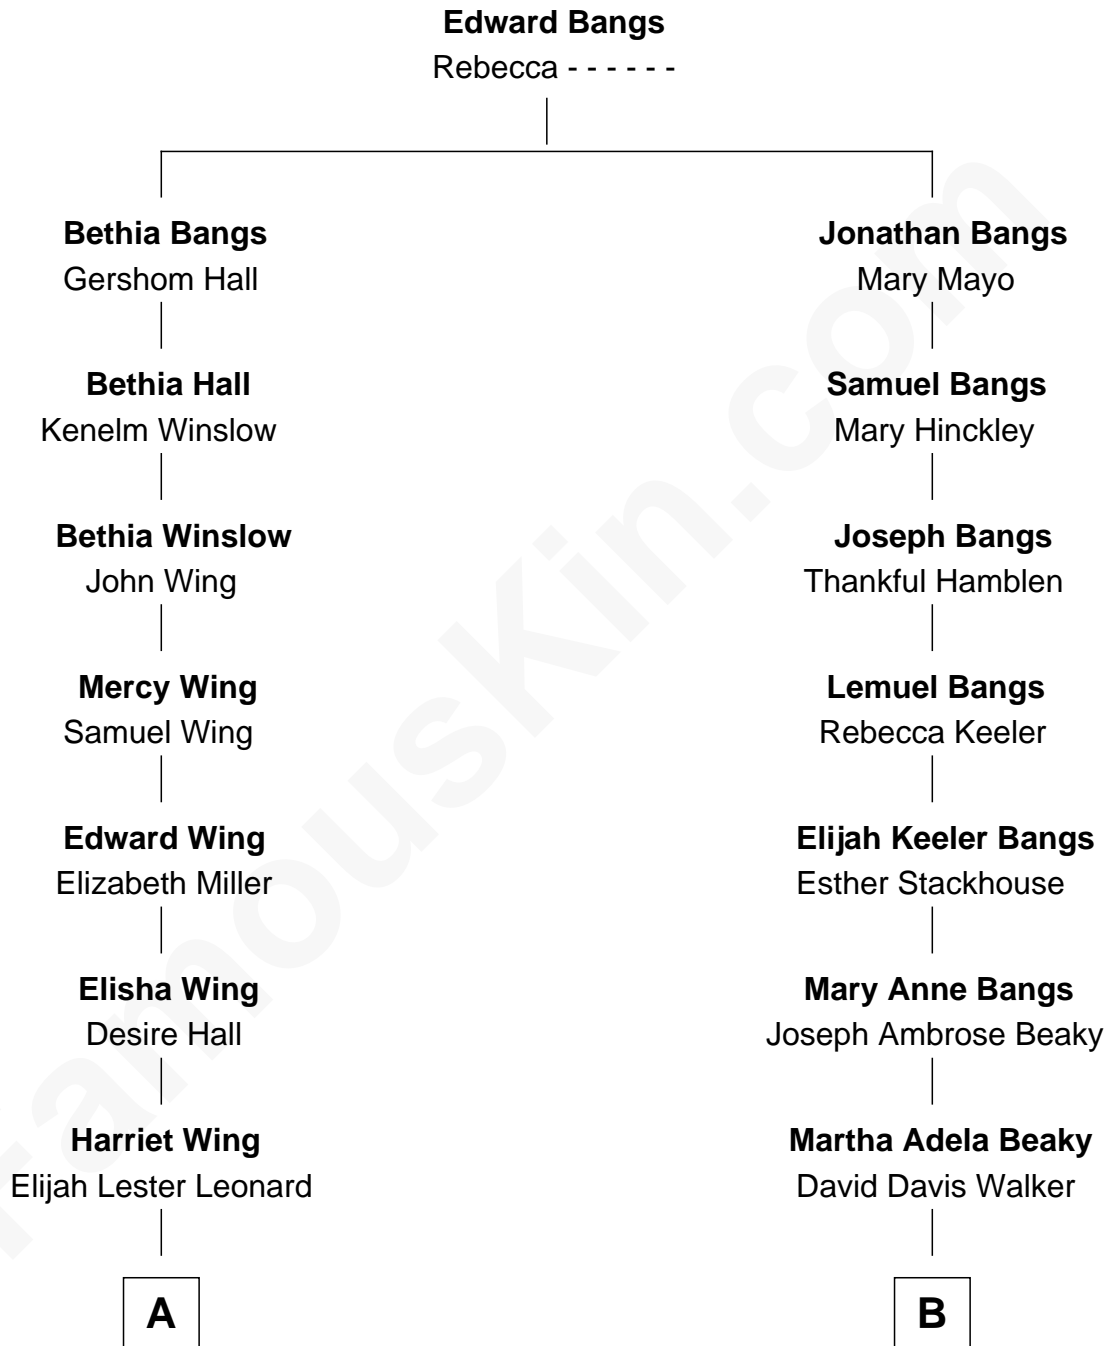 Edward Bangs
Rebecca - - - - - -
Bethia Bangs
Gershom Hall
Jonathan Bangs
Mary Mayo
Bethia Hall
Kenelm Winslow
Samuel Bangs
Mary Hinckley
Bethia Winslow
John Wing
Joseph Bangs
Thankful Hamblen
Mercy Wing
Samuel Wing
Lemuel Bangs
Rebecca Keeler
Edward Wing
Elizabeth Miller
Elijah Keeler Bangs
Esther Stackhouse
Elisha Wing
Desire Hall
Mary Anne Bangs
Joseph Ambrose Beaky
Harriet Wing
Elijah Lester Leonard
Martha Adela Beaky
David Davis Walker
A
B
FamousKin.com